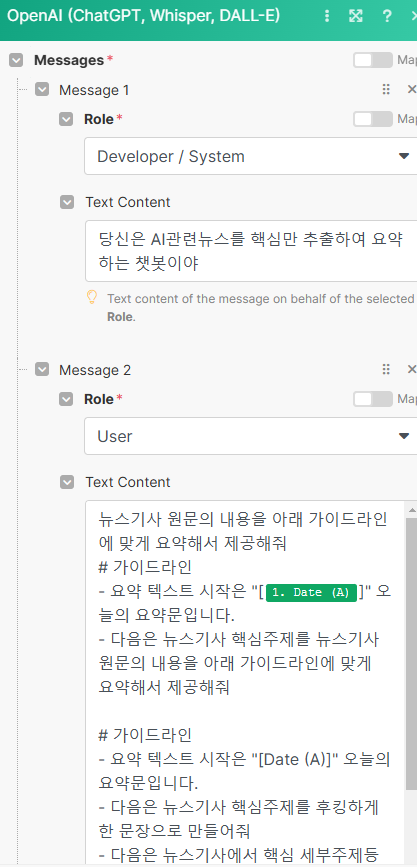 OpenAI (ChatGPT, Whisper, DALL-E)
Messages*
Map
Message 1
Role*
Map
Developer / System
Text Content
당신은 AI관련뉴스를 핵심만 추출하여 요약
하는 챗봇이야
Text content of the message on behalf of the selected
Role.
Message 2
Role*
Map
User
Text Content
뉴스기사 원문의 내용을 아래 가이드라인
에 맞게 요약해서 제공해줘
# 가이드라인
- 요약 텍스트 시작은 "[1. Date (A)]" 오
늘의 요약문입니다.
- 다음은 뉴스기사 핵심주제를 뉴스기사
원문의 내용을 아래 가이드라인에 맞게
요약해서 제공해줘
# 가이드라인
- 요약 텍스트 시작은 "[Date (A)]" 오늘의
요약문입니다.
- 다음은 뉴스기사 핵심주제를 후킹하게
한 문장으로 만들어줘
- 다음은 뉴스기사에서 핵심 세부주제등